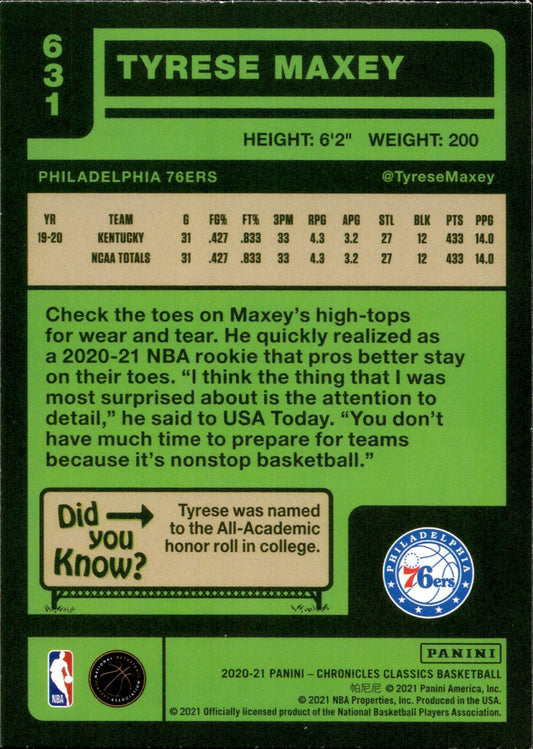 631
TYRESE MAXEY
HEIGHT: 6'2" WEIGHT: 200
PHILADELPHIA 76ERS @TyreseMaxey
YR TEAM G FG% FT% 3PM RPG APG STL BLK PTS PPG
19-20 KENTUCKY 31 .427 .833 33 4.3 3.2 27 12 433 14.0
NCAA TOTALS 31 .427 .833 33 4.3 3.2 27 12 433 14.0
Check the toes on Maxey's high-tops
for wear and tear. He quickly realized as
a 2020-21 NBA rookie that pros better stay
on their toes. “I think the thing that I was
most surprised about is the attention to
detail,” he said to USA Today. “You don't
have much time to prepare for teams
because it's nonstop basketball.”
Did you Know?
Tyrese was named
to the All-Academic
honor roll in college.
PHILADELPHIA
76ers
NBA
NATIONAL BASKETBALL PLAYERS ASSOCIATION
PANINI
2020-21 PANINI – CHRONICLES CLASSICS BASKETBALL
帕尼尼 © 2021 Panini America, Inc.
© 2021 NBA Properties, Inc. Produced in the USA.
© 2021 Officially licensed product of the National Basketball Players Association.